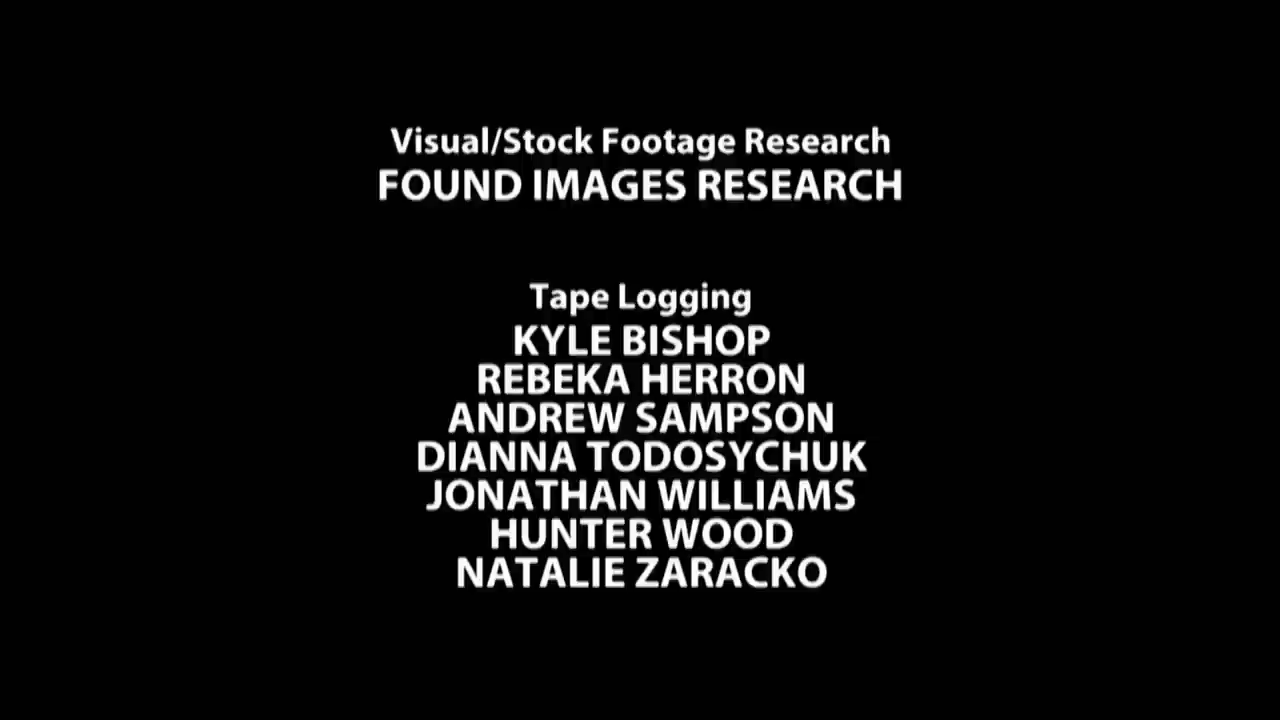 Visual/Stock Footage Research
FOUND IMAGES RESEARCH
Tape Logging
KYLE BISHOP
REBEKA HERRON
ANDREW SAMPSON
DIANNA TODOSYCHUK
JONATHAN WILLIAMS
HUNTER WOOD
NATALIE ZARACKO